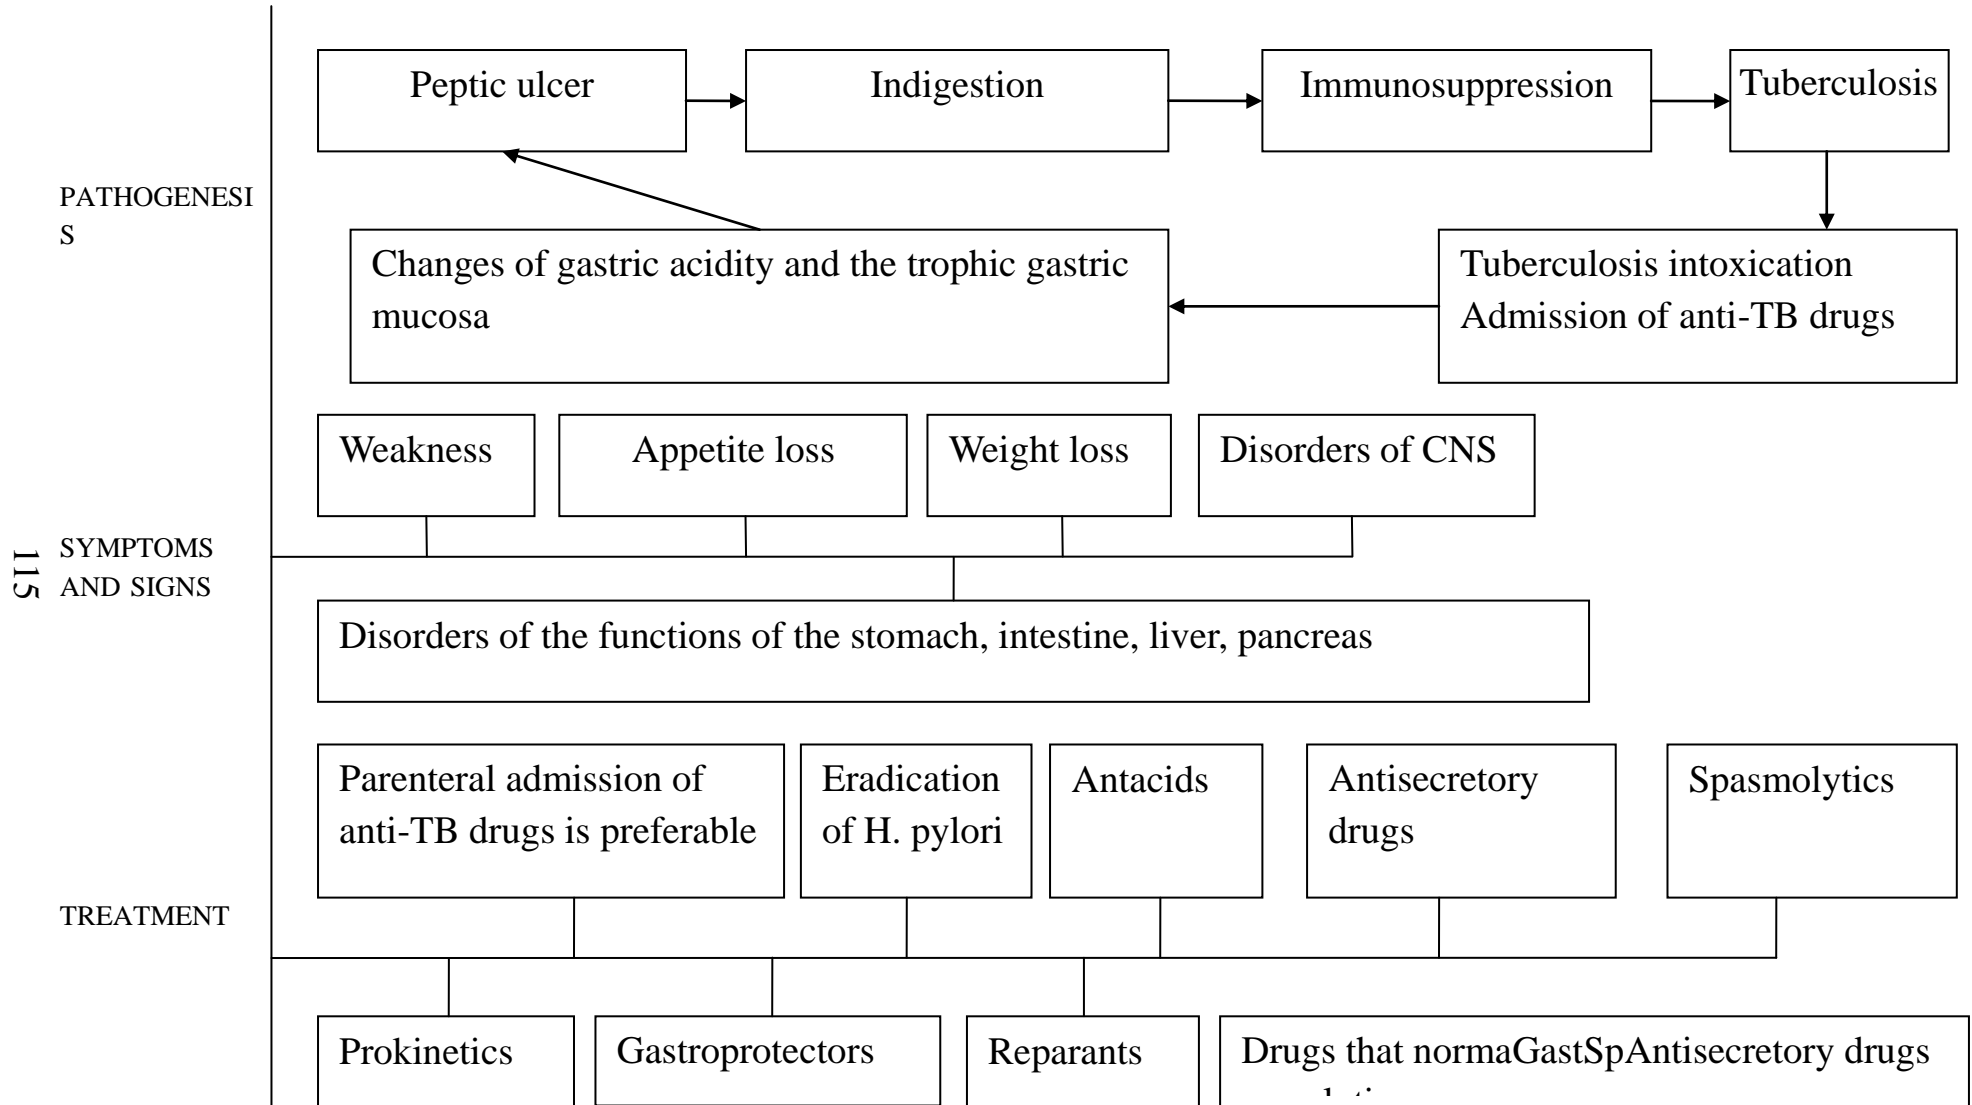 Peptic ulcer
Indigestion
Immunosuppression
Tuberculosis
PATHOGENESI
S
Changes of gastric acidity and the trophic gastric
mucosa
Tuberculosis intoxication
Admission of anti-TB drugs
Weakness
Appetite loss
Weight loss
Disorders of CNS
115
SYMPTOMS
AND SIGNS
Disorders of the functions of the stomach, intestine, liver, pancreas
Parenteral admission of
anti-TB drugs is preferable
Eradication
of H. pylori
Antacids
Antisecretory
drugs
Spasmolytics
TREATMENT
Prokinetics
Gastroprotectors
Reparants
Drugs that normaGastSpAntisecretory drugs